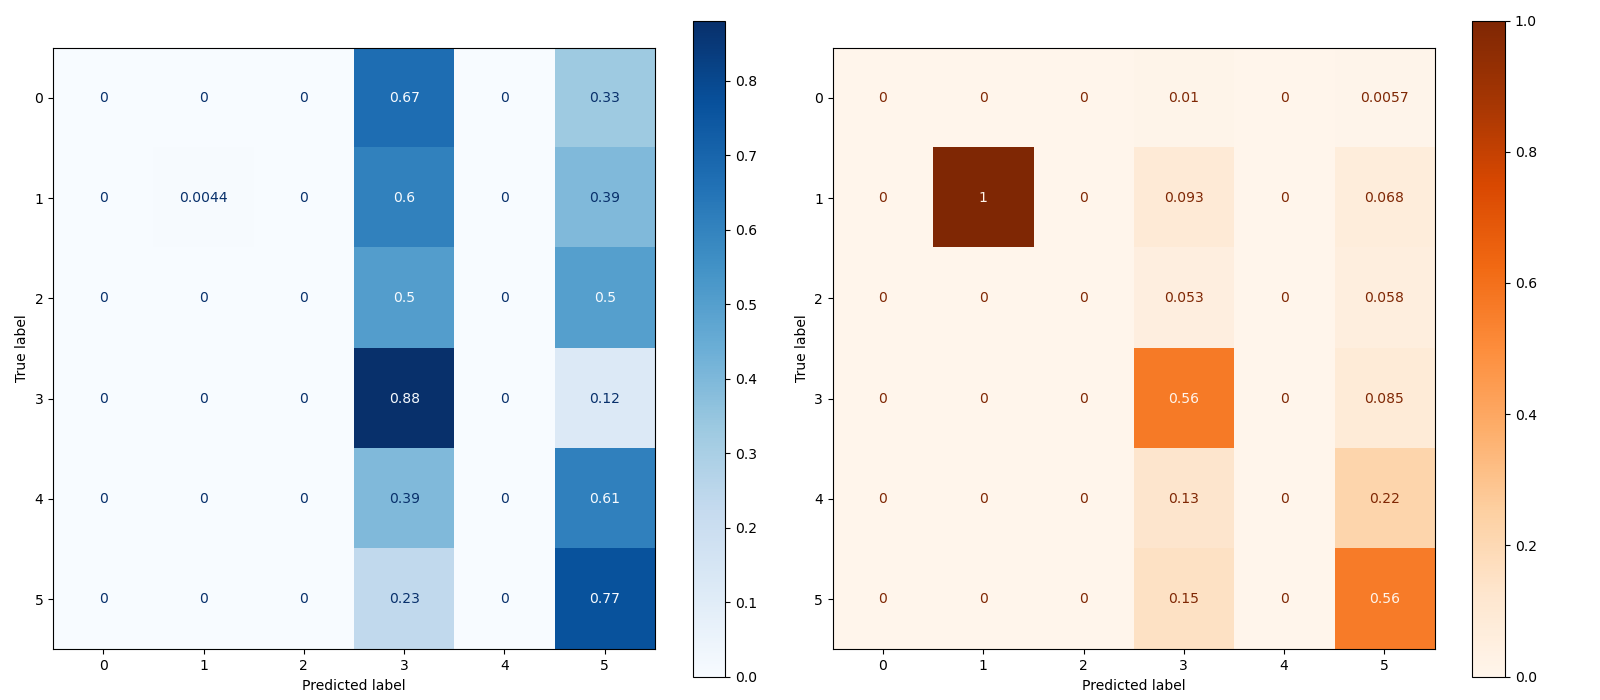 0 0 0 0.67 0 0.33
1 0 0.0044 0 0.6 0 0.39
2 0 0 0 0.5 0 0.5
3 0 0 0 0.88 0 0.12
4 0 0 0 0.39 0 0.61
5 0 0 0 0.23 0 0.77
0 1 2 3 4 5
True label
Predicted label
0.8
0.7
0.6
0.5
0.4
0.3
0.2
0.1
0.0
0 0 0 0 0.01 0 0.0057
1 0 1 0 0.093 0 0.068
2 0 0 0 0.053 0 0.058
3 0 0 0 0.56 0 0.085
4 0 0 0 0.13 0 0.22
5 0 0 0 0.15 0 0.56
0 1 2 3 4 5
True label
Predicted label
1.0
0.8
0.6
0.4
0.2
0.0